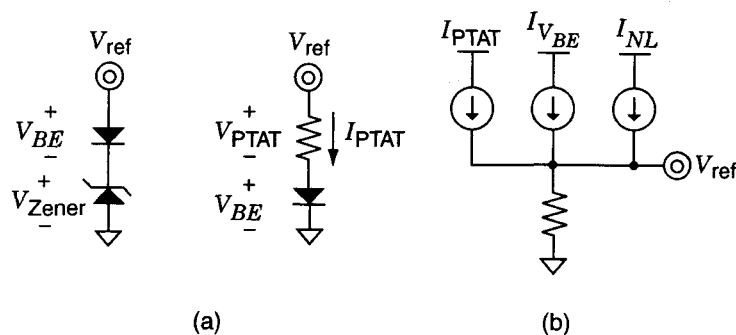 V_ref
+
V_BE
−
+
V_Zener
−
V_ref
+
V_PTAT
−
I_PTAT
+
V_BE
−
(a)
I_PTAT
I_V_BE
I_NL
V_ref
(b)